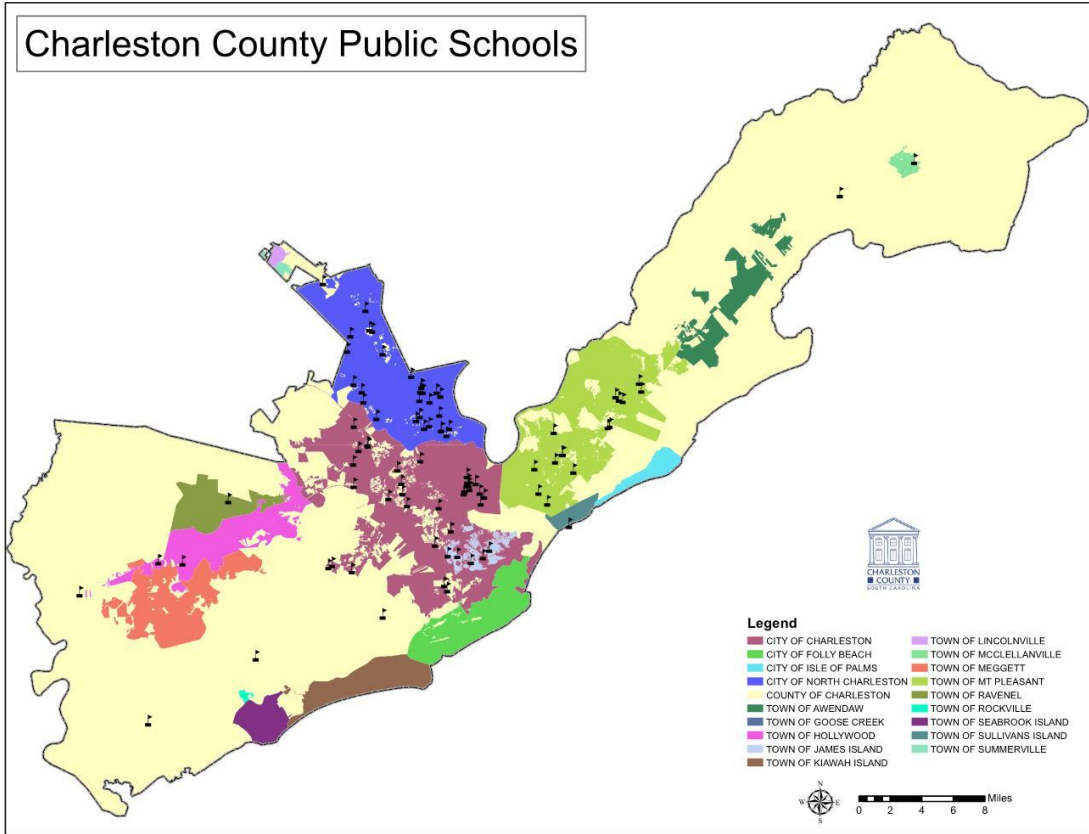 Charleston County Public Schools
CHARLESTON
COUNTY
SOUTH CAROLINA
Legend
CITY OF CHARLESTON
CITY OF FOLLY BEACH
CITY OF ISLE OF PALMS
CITY OF NORTH CHARLESTON
COUNTY OF CHARLESTON
TOWN OF AWENDAW
TOWN OF GOOSE CREEK
TOWN OF HOLLYWOOD
TOWN OF JAMES ISLAND
TOWN OF KIAWAH ISLAND
TOWN OF LINCOLNVILLE
TOWN OF MCCLELLANVILLE
TOWN OF MEGGETT
TOWN OF MT PLEASANT
TOWN OF RAVENEL
TOWN OF ROCKVILLE
TOWN OF SEABROOK ISLAND
TOWN OF SULLIVANS ISLAND
TOWN OF SUMMERVILLE
N
W E
S
Miles
0 2 4 6 8